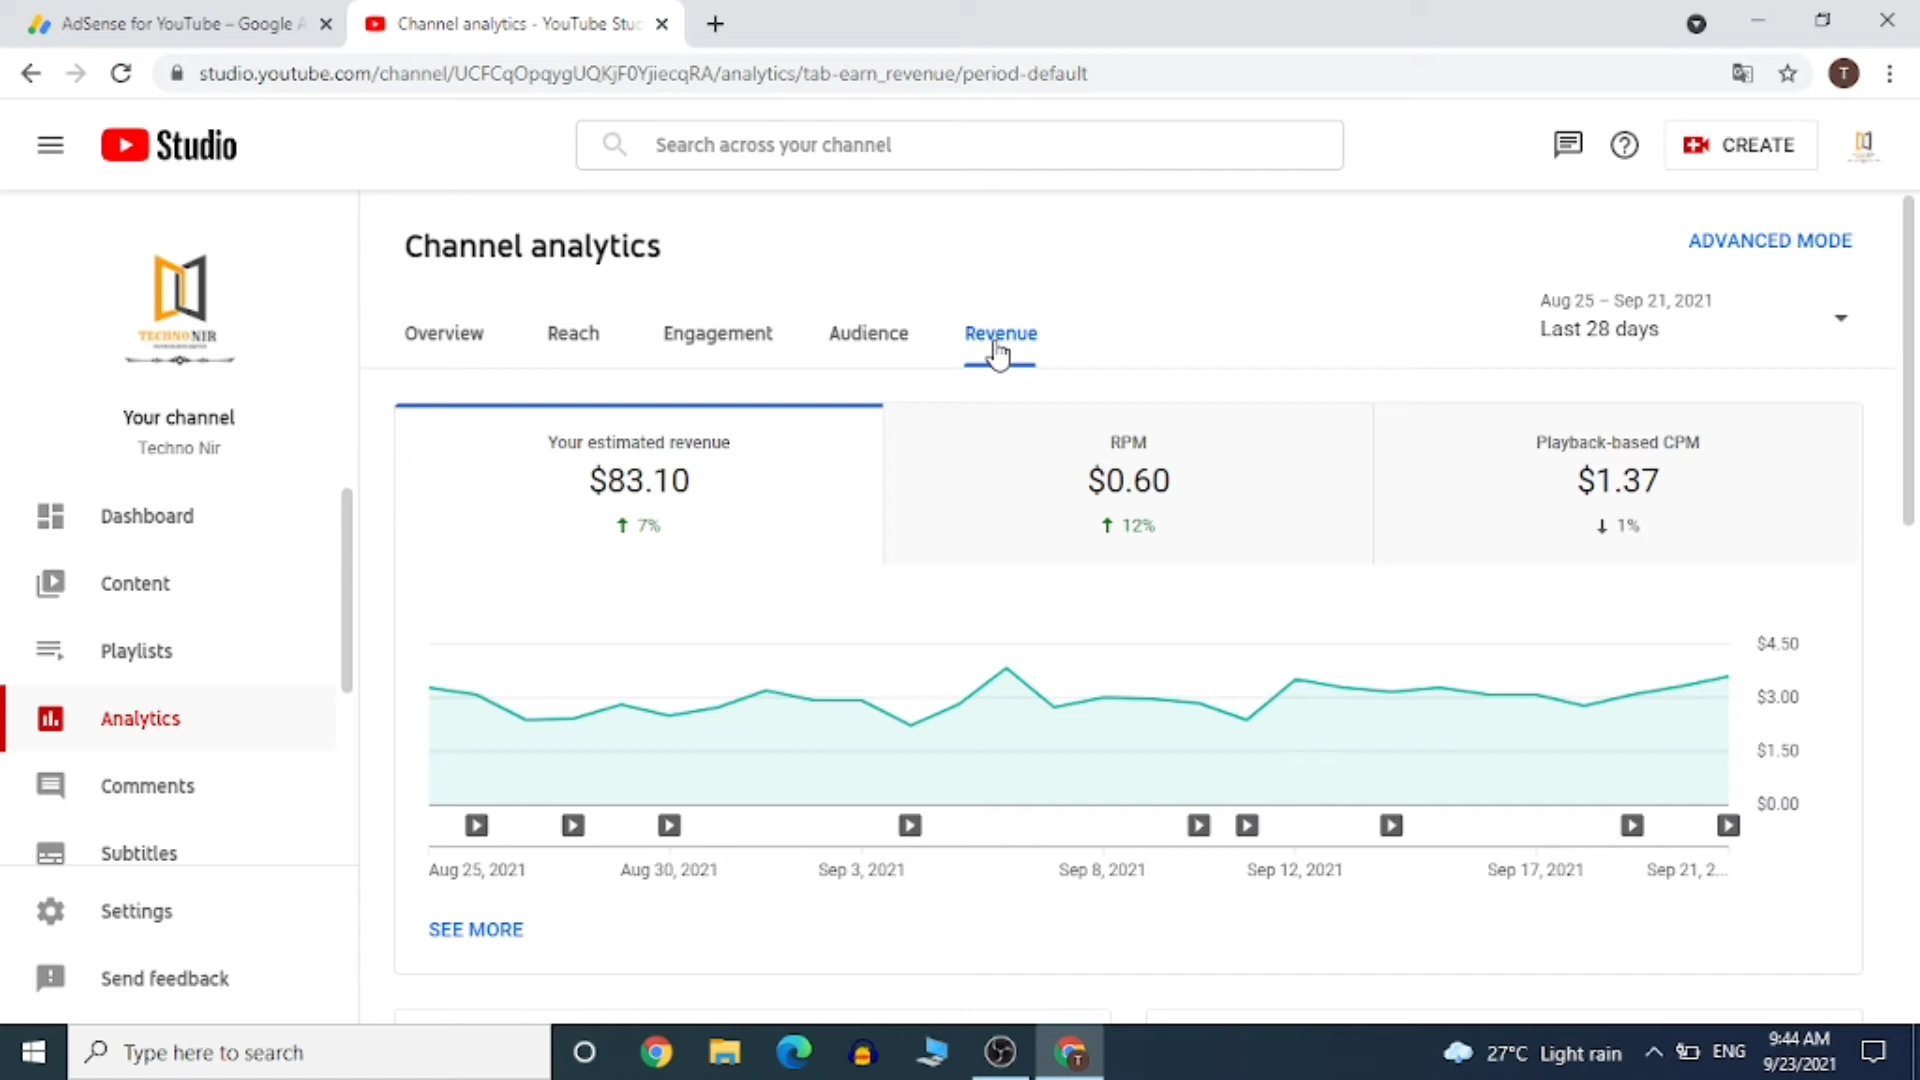 AdSense for YouTube – Google A
Channel analytics - YouTube Stuc
studio.youtube.com/channel/UCFCqOpqygUQKjF0YjiecqRA/analytics/tab-earn_revenue/period-default
T
Studio
Search across your channel
CREATE
TECHNO NIR
Your channel
Techno Nir
Dashboard
Content
Playlists
Analytics
Comments
Subtitles
Settings
Send feedback
Channel analytics
ADVANCED MODE
Overview
Reach
Engagement
Audience
Revenue
Aug 25 – Sep 21, 2021
Last 28 days
Your estimated revenue
$83.10
7%
RPM
$0.60
12%
Playback-based CPM
$1.37
1%
$4.50
$3.00
$1.50
$0.00
Aug 25, 2021
Aug 30, 2021
Sep 3, 2021
Sep 8, 2021
Sep 12, 2021
Sep 17, 2021
Sep 21, 2...
SEE MORE
Type here to search
27°C Light rain
ENG
9:44 AM
9/23/2021